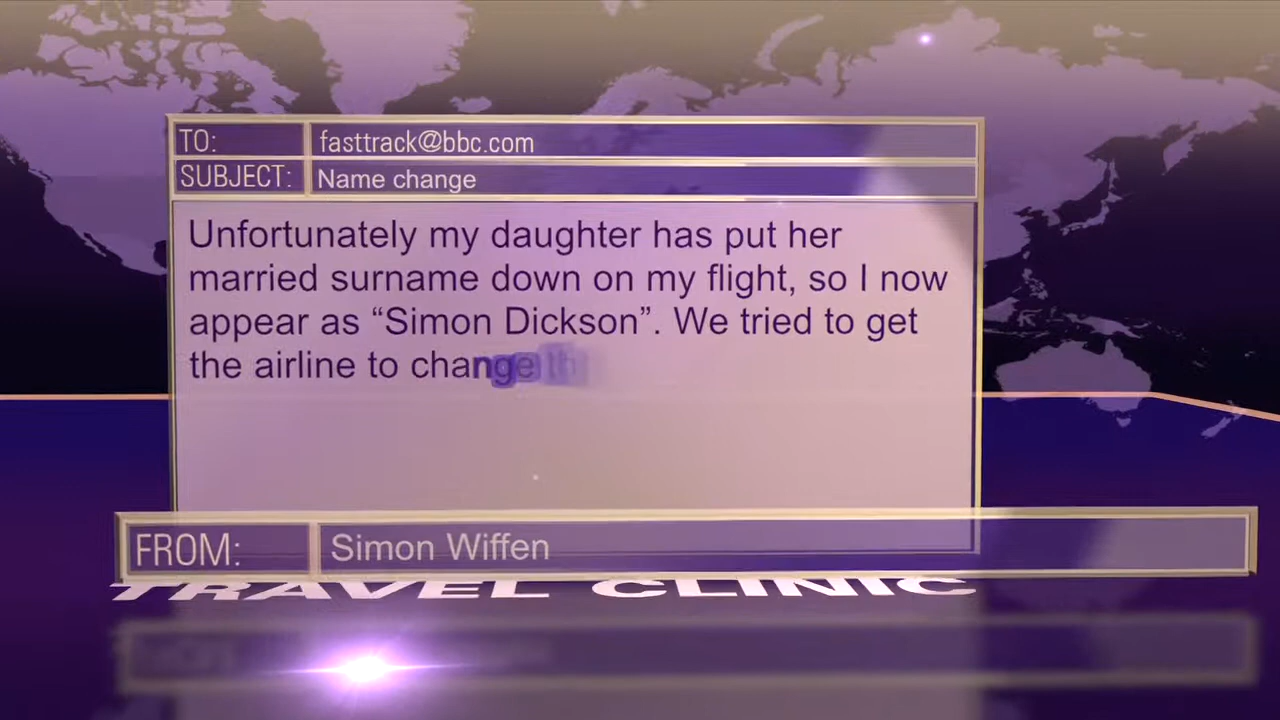 TO: fasttrack@bbc.com
SUBJECT: Name change
Unfortunately my daughter has put her
married surname down on my flight, so I now
appear as “Simon Dickson”. We tried to get
the airline to change
FROM: Simon Wiffen
TRAVEL CLINIC